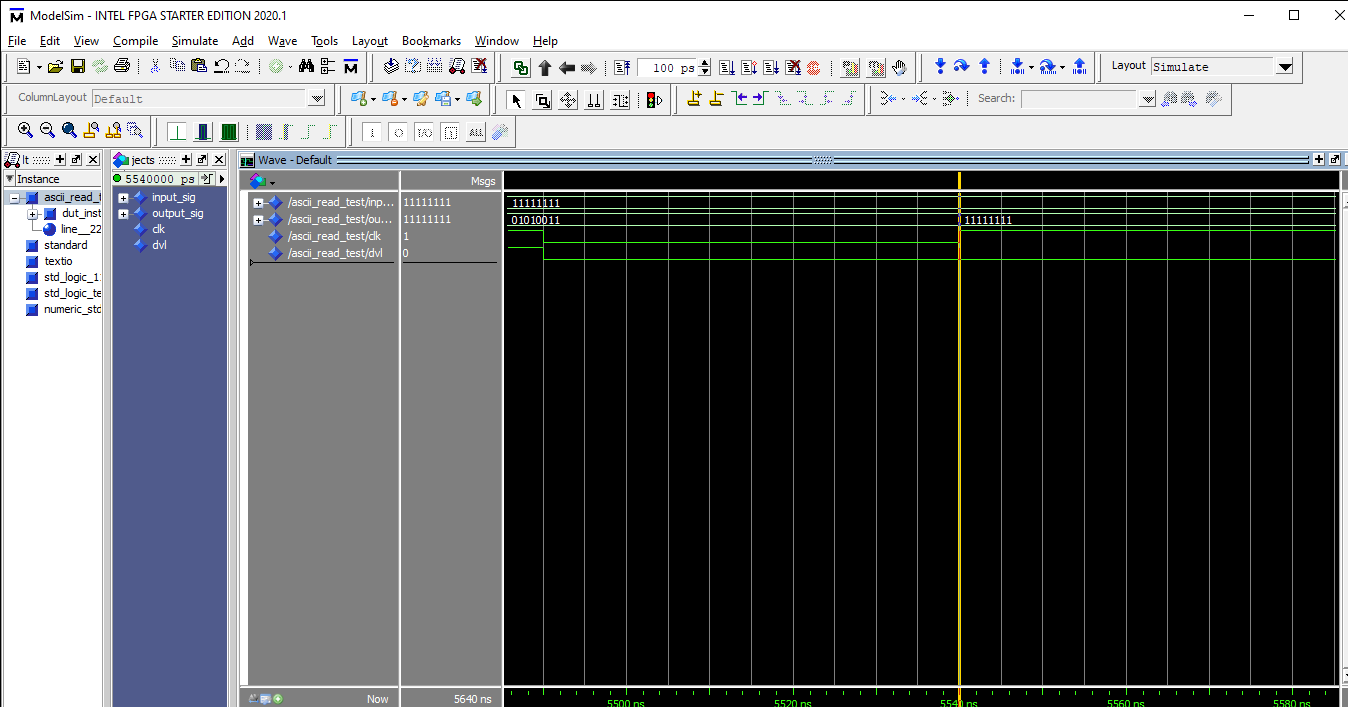 ModelSim - INTEL FPGA STARTER EDITION 2020.1
File Edit View Compile Simulate Add Wave Tools Layout Bookmarks Window Help
100 ps
Layout Simulate
ColumnLayout Default
Search:
ALL
Wave - Default
jects
Instance
5540000 ps
Msgs
ascii_read_t
dut_inst
line__22
standard
textio
std_logic_11
std_logic_te
numeric_std
input_sig
output_sig
clk
dvl
/ascii_read_test/inp... 11111111 11111111
/ascii_read_test/ou... 11111111 01010011 11111111
/ascii_read_test/clk 1
/ascii_read_test/dvl 0
Now 5640 ns
5500 ns 5520 ns 5540 ns 5560 ns 5580 ns